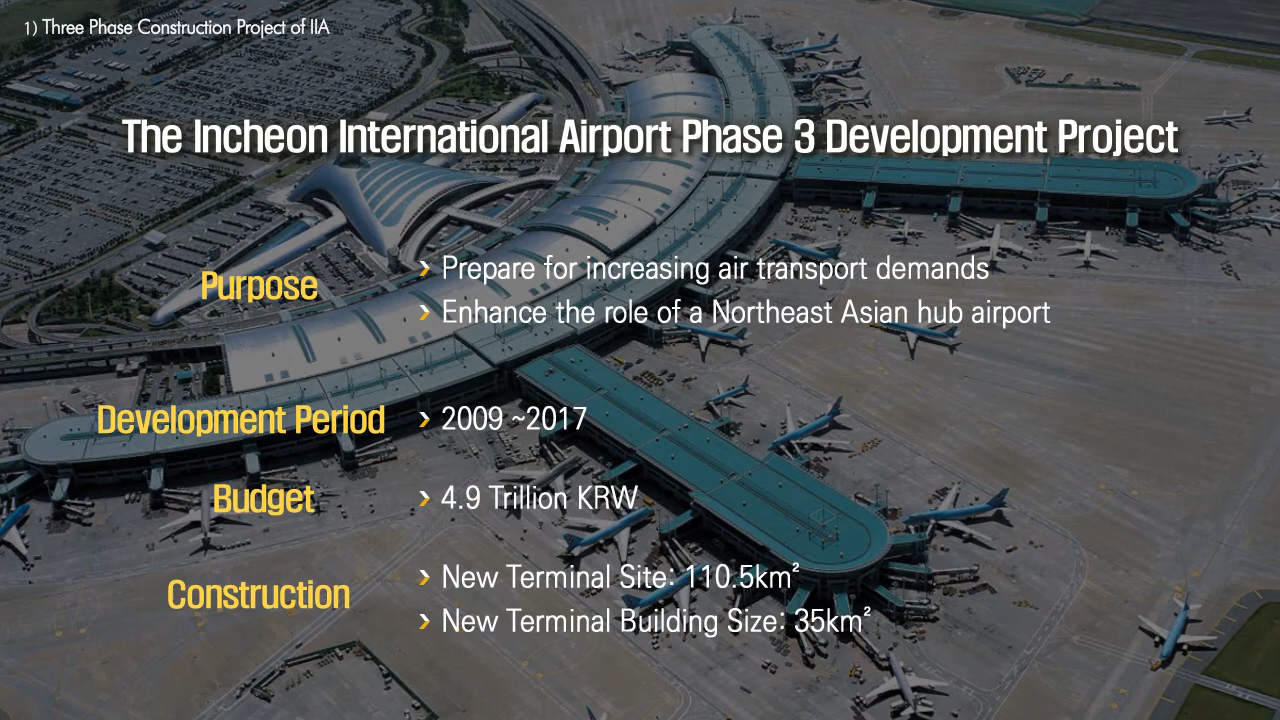 1) Three Phase Construction Project of IIA
The Incheon International Airport Phase 3 Development Project
Purpose
› Prepare for increasing air transport demands
› Enhance the role of a Northeast Asian hub airport
Development Period
› 2009 ~2017
Budget
› 4.9 Trillion KRW
Construction
› New Terminal Site: 110.5km²
› New Terminal Building Size: 35km²